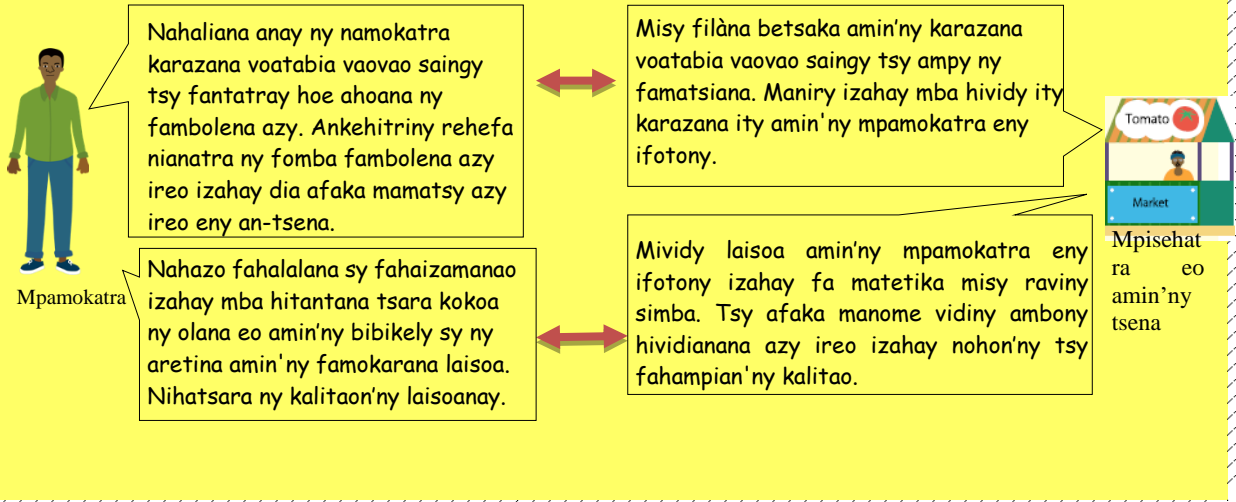 Nahaliana anay ny namokatra
karazana voatabia vaovao saingy
tsy fantatray hoe ahoana ny
fambolena azy. Ankehitriny rehefa
nianatra ny fomba fambolena azy
ireo izahay dia afaka mamatsy azy
ireo eny an-tsena.
Misy filàna betsaka amin'ny karazana
voatabia vaovao saingy tsy ampy ny
famatsiana. Maniry izahay mba hividy ity
karazana ity amin'ny mpamokatra eny
ifotony.
Tomato
Market
Mpisehat
ra eo
amin'ny
tsena
Mpamokatra
Nahazo fahalalana sy fahaizamanao
izahay mba hitantana tsara kokoa
ny olana eo amin'ny bibikely sy ny
aretina amin'ny famokarana laisoa.
Nihatsara ny kalitaon'ny laisoanay.
Mividy laisoa amin'ny mpamokatra eny
ifotony izahay fa matetika misy raviny
simba. Tsy afaka manome vidiny ambony
hividianana azy ireo izahay nohon'ny tsy
fahampian'ny kalitao.